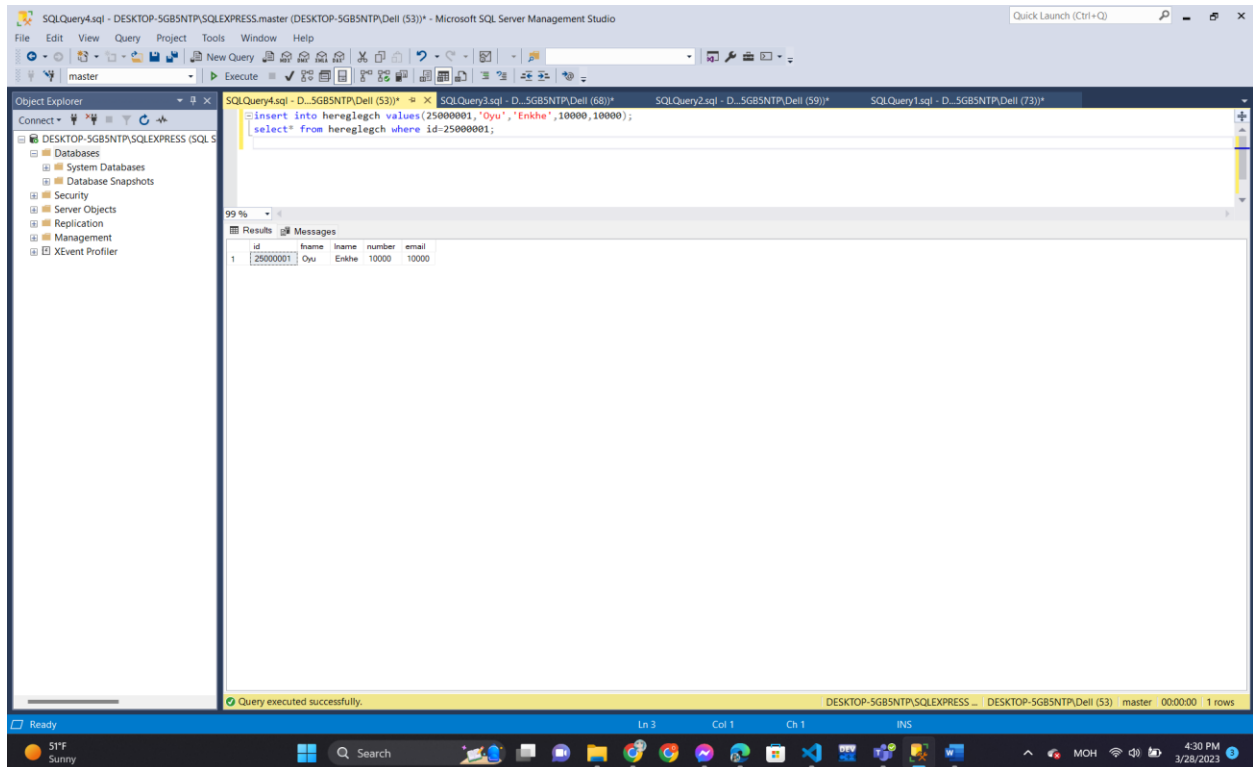 SQLQuery4.sql - DESKTOP-5GB5NTP\SQLEXPRESS.master (DESKTOP-5GB5NTP\Dell (53))* - Microsoft SQL Server Management Studio
Quick Launch (Ctrl+Q)
File Edit View Query Project Tools Window Help
New Query
master
Execute
Object Explorer
SQLQuery4.sql - D...5GB5NTP\Dell (53))*
SQLQuery3.sql - D...5GB5NTP\Dell (68))*
SQLQuery2.sql - D...5GB5NTP\Dell (59))*
SQLQuery1.sql - D...5GB5NTP\Dell (73))*
Connect
DESKTOP-5GB5NTP\SQLEXPRESS (SQL S
Databases
System Databases
Database Snapshots
Security
Server Objects
Replication
Management
XEvent Profiler
insert into hereglegch values(25000001,'Oyu','Enkhe',10000,10000);
select* from hereglegch where id=25000001;
99 %
Results Messages
id fname lname number email
1 25000001 Oyu Enkhe 10000 10000
Query executed successfully.
DESKTOP-5GB5NTP\SQLEXPRESS ... DESKTOP-5GB5NTP\Dell (53) master 00:00:00 1 rows
Ready Ln 3 Col 1 Ch 1 INS
51°F
Sunny
Search
МОН
4:30 PM
3/28/2023
3